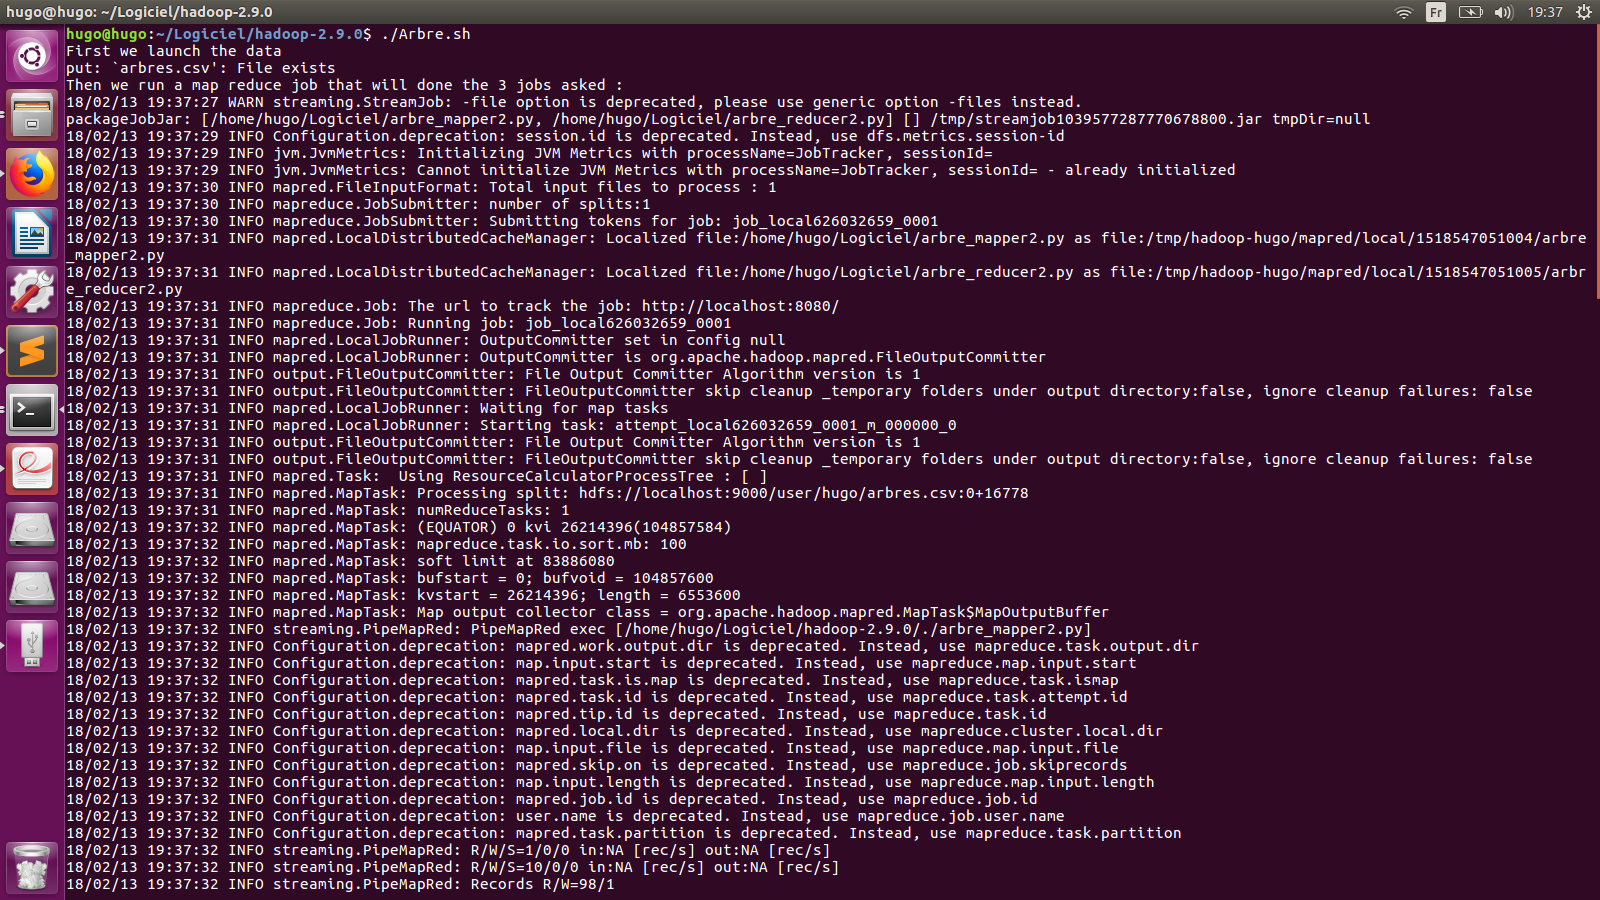 hugo@hugo: ~/Logiciel/hadoop-2.9.0
Fr
19:37
hugo@hugo:~/Logiciel/hadoop-2.9.0$ ./Arbre.sh
First we launch the data
put: `arbres.csv': File exists
Then we run a map reduce job that will done the 3 jobs asked :
18/02/13 19:37:27 WARN streaming.StreamJob: -file option is deprecated, please use generic option -files instead.
packageJobJar: [/home/hugo/Logiciel/arbre_mapper2.py, /home/hugo/Logiciel/arbre_reducer2.py] [] /tmp/streamjob1039577287770678800.jar tmpDir=null
18/02/13 19:37:29 INFO Configuration.deprecation: session.id is deprecated. Instead, use dfs.metrics.session-id
18/02/13 19:37:29 INFO jvm.JvmMetrics: Initializing JVM Metrics with processName=JobTracker, sessionId=
18/02/13 19:37:29 INFO jvm.JvmMetrics: Cannot initialize JVM Metrics with processName=JobTracker, sessionId= - already initialized
18/02/13 19:37:30 INFO mapred.FileInputFormat: Total input files to process : 1
18/02/13 19:37:30 INFO mapreduce.JobSubmitter: number of splits:1
18/02/13 19:37:30 INFO mapreduce.JobSubmitter: Submitting tokens for job: job_local626032659_0001
18/02/13 19:37:31 INFO mapred.LocalDistributedCacheManager: Localized file:/home/hugo/Logiciel/arbre_mapper2.py as file:/tmp/hadoop-hugo/mapred/local/1518547051004/arbre
_mapper2.py
18/02/13 19:37:31 INFO mapred.LocalDistributedCacheManager: Localized file:/home/hugo/Logiciel/arbre_reducer2.py as file:/tmp/hadoop-hugo/mapred/local/1518547051005/arbr
e_reducer2.py
18/02/13 19:37:31 INFO mapreduce.Job: The url to track the job: http://localhost:8080/
18/02/13 19:37:31 INFO mapreduce.Job: Running job: job_local626032659_0001
18/02/13 19:37:31 INFO mapred.LocalJobRunner: OutputCommitter set in config null
18/02/13 19:37:31 INFO mapred.LocalJobRunner: OutputCommitter is org.apache.hadoop.mapred.FileOutputCommitter
18/02/13 19:37:31 INFO output.FileOutputCommitter: File Output Committer Algorithm version is 1
18/02/13 19:37:31 INFO output.FileOutputCommitter: FileOutputCommitter skip cleanup _temporary folders under output directory:false, ignore cleanup failures: false
18/02/13 19:37:31 INFO mapred.LocalJobRunner: Waiting for map tasks
18/02/13 19:37:31 INFO mapred.LocalJobRunner: Starting task: attempt_local626032659_0001_m_000000_0
18/02/13 19:37:31 INFO output.FileOutputCommitter: File Output Committer Algorithm version is 1
18/02/13 19:37:31 INFO output.FileOutputCommitter: FileOutputCommitter skip cleanup _temporary folders under output directory:false, ignore cleanup failures: false
18/02/13 19:37:31 INFO mapred.Task:  Using ResourceCalculatorProcessTree : [ ]
18/02/13 19:37:31 INFO mapred.MapTask: Processing split: hdfs://localhost:9000/user/hugo/arbres.csv:0+16778
18/02/13 19:37:31 INFO mapred.MapTask: numReduceTasks: 1
18/02/13 19:37:32 INFO mapred.MapTask: (EQUATOR) 0 kvi 26214396(104857584)
18/02/13 19:37:32 INFO mapred.MapTask: mapreduce.task.io.sort.mb: 100
18/02/13 19:37:32 INFO mapred.MapTask: soft limit at 83886080
18/02/13 19:37:32 INFO mapred.MapTask: bufstart = 0; bufvoid = 104857600
18/02/13 19:37:32 INFO mapred.MapTask: kvstart = 26214396; length = 6553600
18/02/13 19:37:32 INFO mapred.MapTask: Map output collector class = org.apache.hadoop.mapred.MapTask$MapOutputBuffer
18/02/13 19:37:32 INFO streaming.PipeMapRed: PipeMapRed exec [/home/hugo/Logiciel/hadoop-2.9.0/./arbre_mapper2.py]
18/02/13 19:37:32 INFO Configuration.deprecation: mapred.work.output.dir is deprecated. Instead, use mapreduce.task.output.dir
18/02/13 19:37:32 INFO Configuration.deprecation: map.input.start is deprecated. Instead, use mapreduce.map.input.start
18/02/13 19:37:32 INFO Configuration.deprecation: mapred.task.is.map is deprecated. Instead, use mapreduce.task.ismap
18/02/13 19:37:32 INFO Configuration.deprecation: mapred.task.id is deprecated. Instead, use mapreduce.task.attempt.id
18/02/13 19:37:32 INFO Configuration.deprecation: mapred.tip.id is deprecated. Instead, use mapreduce.task.id
18/02/13 19:37:32 INFO Configuration.deprecation: mapred.local.dir is deprecated. Instead, use mapreduce.cluster.local.dir
18/02/13 19:37:32 INFO Configuration.deprecation: map.input.file is deprecated. Instead, use mapreduce.map.input.file
18/02/13 19:37:32 INFO Configuration.deprecation: mapred.skip.on is deprecated. Instead, use mapreduce.job.skiprecords
18/02/13 19:37:32 INFO Configuration.deprecation: map.input.length is deprecated. Instead, use mapreduce.map.input.length
18/02/13 19:37:32 INFO Configuration.deprecation: mapred.job.id is deprecated. Instead, use mapreduce.job.id
18/02/13 19:37:32 INFO Configuration.deprecation: user.name is deprecated. Instead, use mapreduce.job.user.name
18/02/13 19:37:32 INFO Configuration.deprecation: mapred.task.partition is deprecated. Instead, use mapreduce.task.partition
18/02/13 19:37:32 INFO streaming.PipeMapRed: R/W/S=1/0/0 in:NA [rec/s] out:NA [rec/s]
18/02/13 19:37:32 INFO streaming.PipeMapRed: R/W/S=10/0/0 in:NA [rec/s] out:NA [rec/s]
18/02/13 19:37:32 INFO streaming.PipeMapRed: Records R/W=98/1